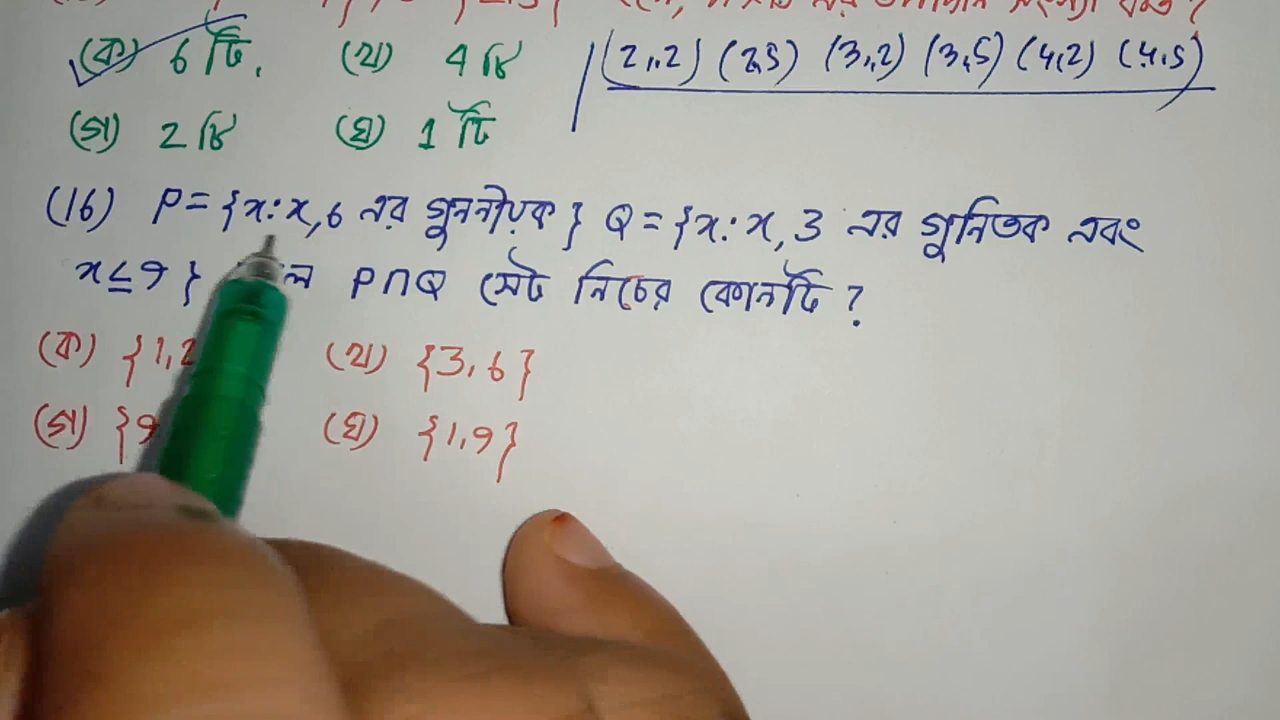 (ক) 6 টি. (খ) 4 টি (2,2) (2,5) (3,2) (3,5) (4,2) (4,5)
(গ) 2 টি (ঘ) 1 টি
(16) P = {x : x, 6 এর গুননীয়ক } Q = {x : x, 3 এর গুনিতক এবং
x ≤ 9 } P∩Q সেট নিচের কোনটি ?
(ক) {1,2 (খ) {3,6}
(গ) {9 (ঘ) {1,9}